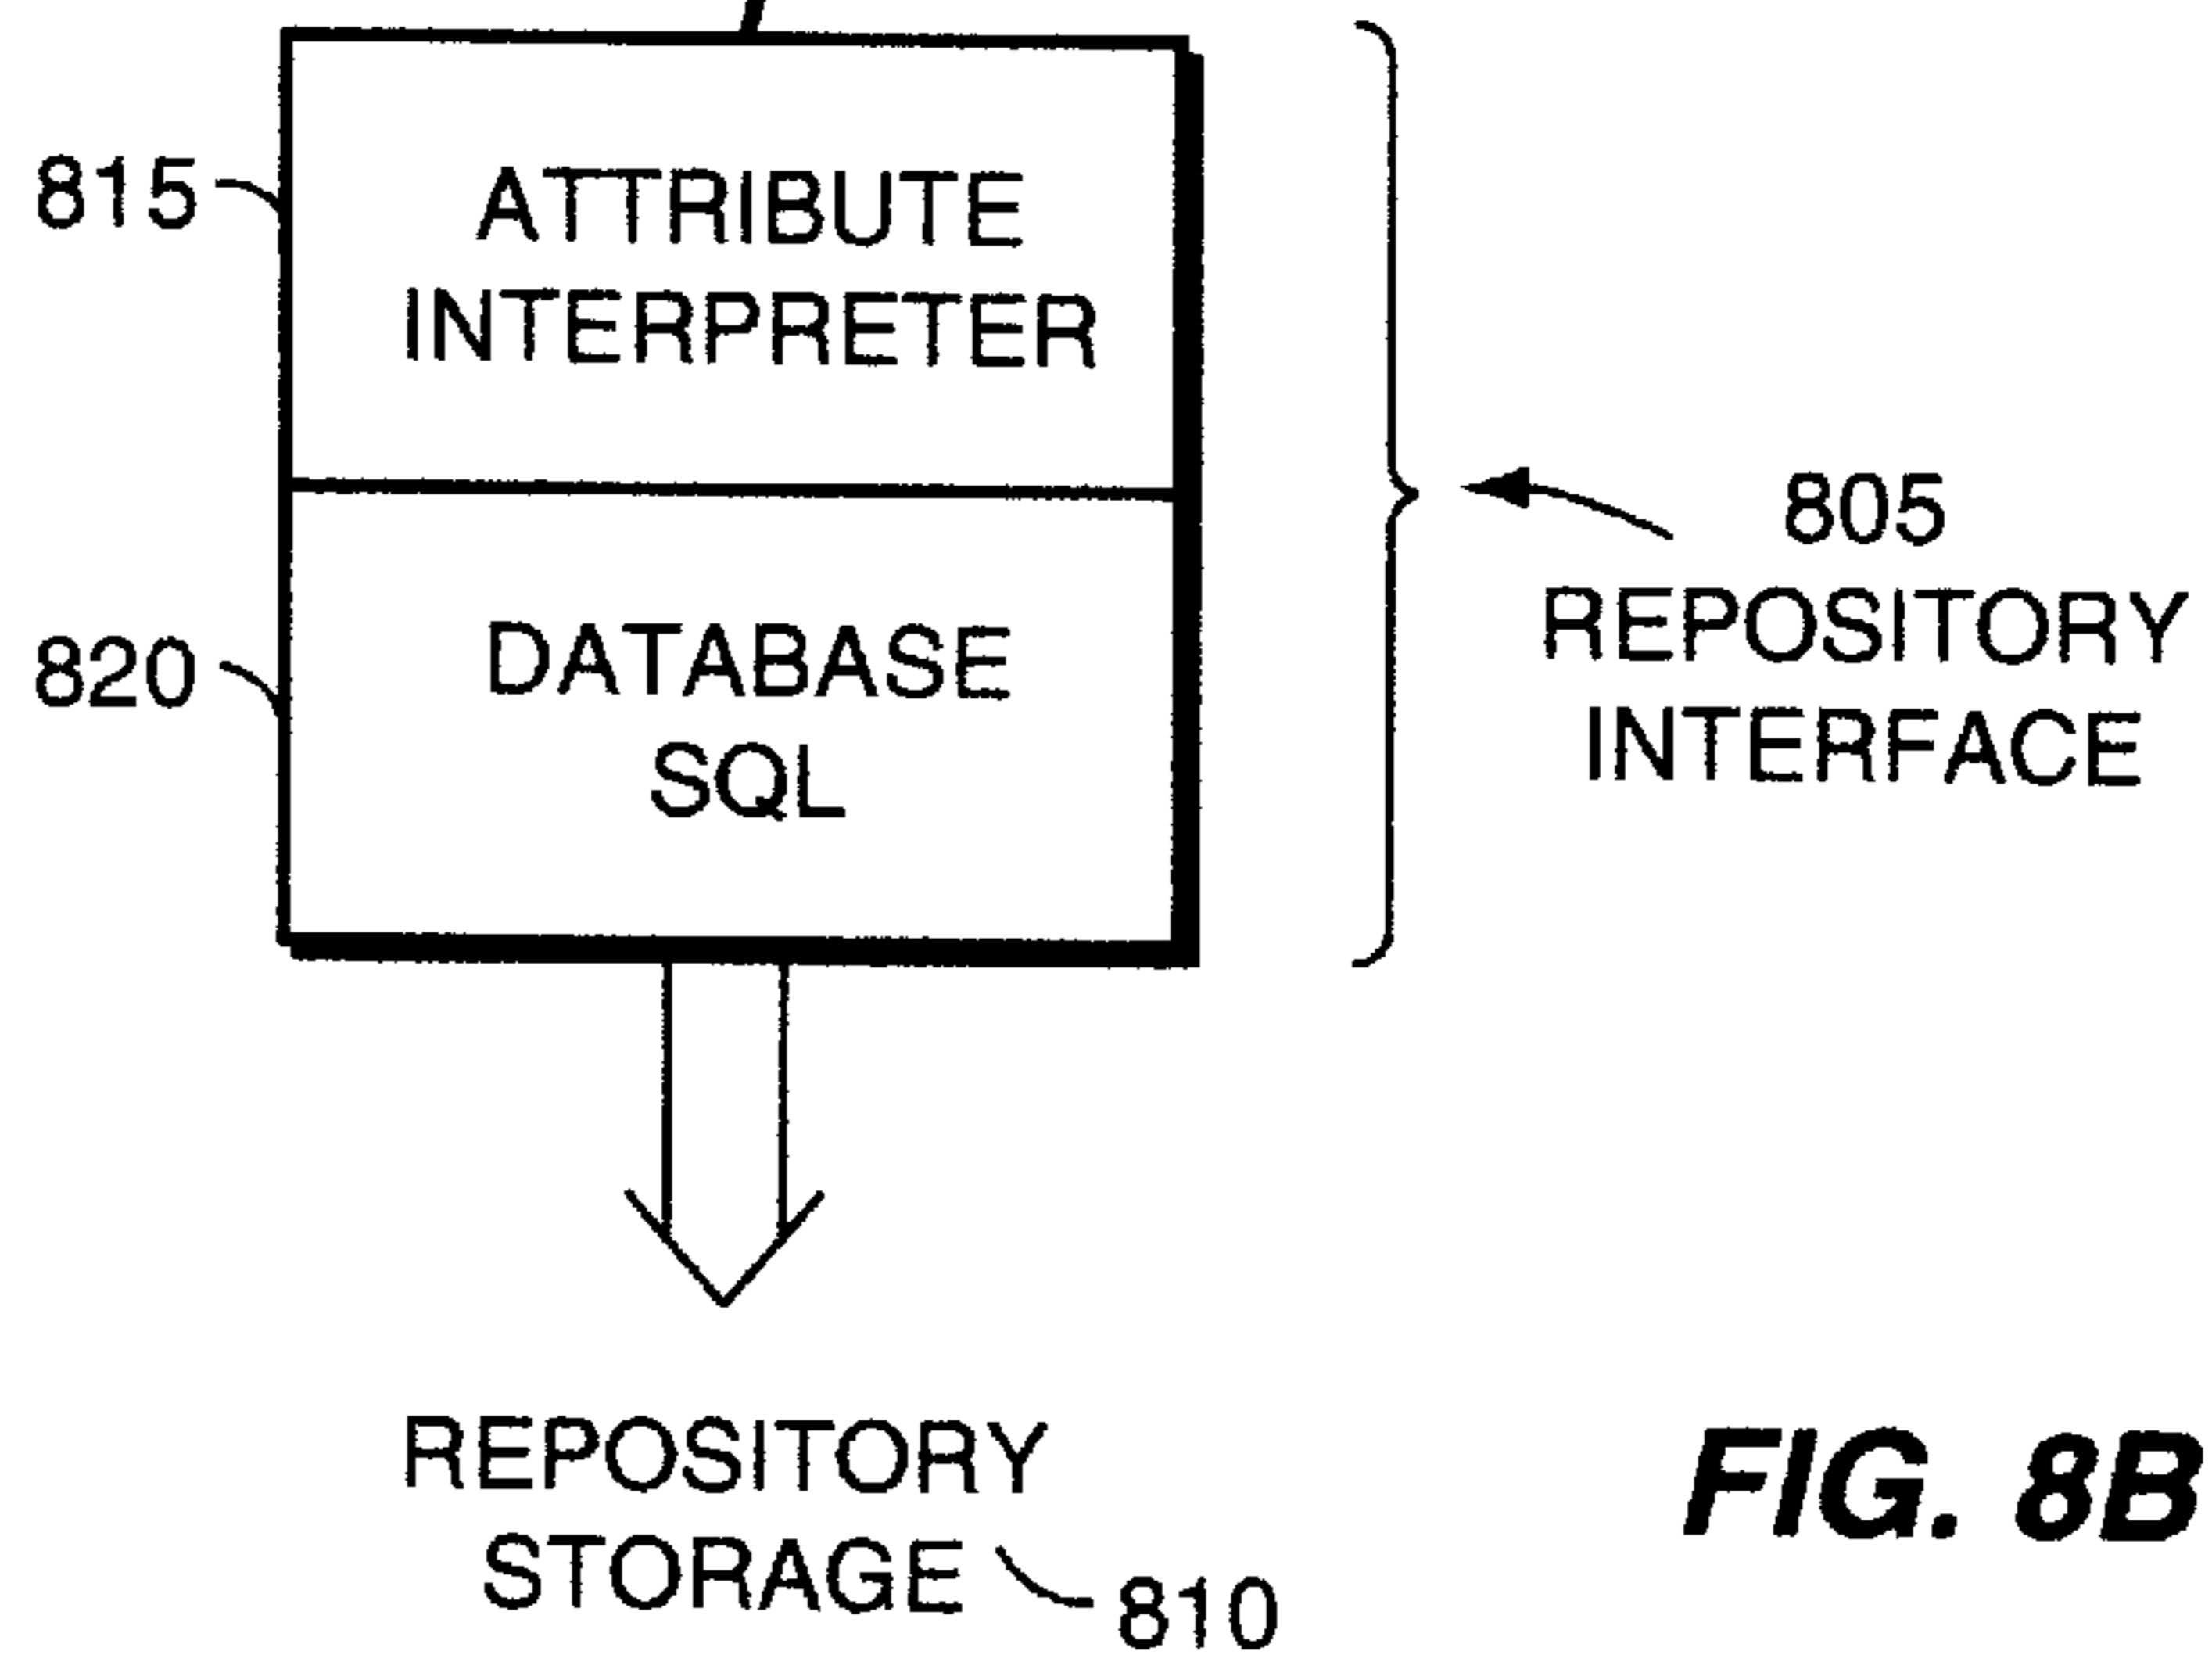 815
ATTRIBUTE
INTERPRETER
820
DATABASE
SQL
805
REPOSITORY
INTERFACE
REPOSITORY
STORAGE
810
FIG. 8B